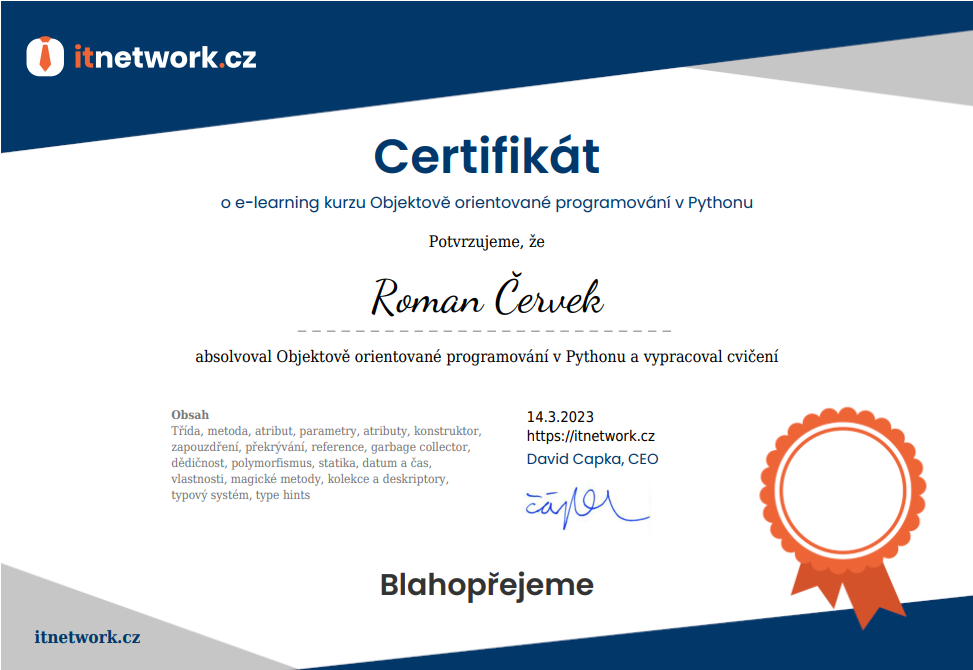 itnetwork.cz
Certifikát
o e-learning kurzu Objektově orientované programování v Pythonu
Potvrzujeme, že
Roman Červek
absolvoval Objektově orientované programování v Pythonu a vypracoval cvičení
Obsah
Třída, metoda, atribut, parametry, atributy, konstruktor,
zapouzdření, překrývání, reference, garbage collector,
dědičnost, polymorfismus, statika, datum a čas,
vlastnosti, magické metody, kolekce a deskriptory,
typový systém, type hints
14.3.2023
https://itnetwork.cz
David Capka, CEO
Blahopřejeme
itnetwork.cz